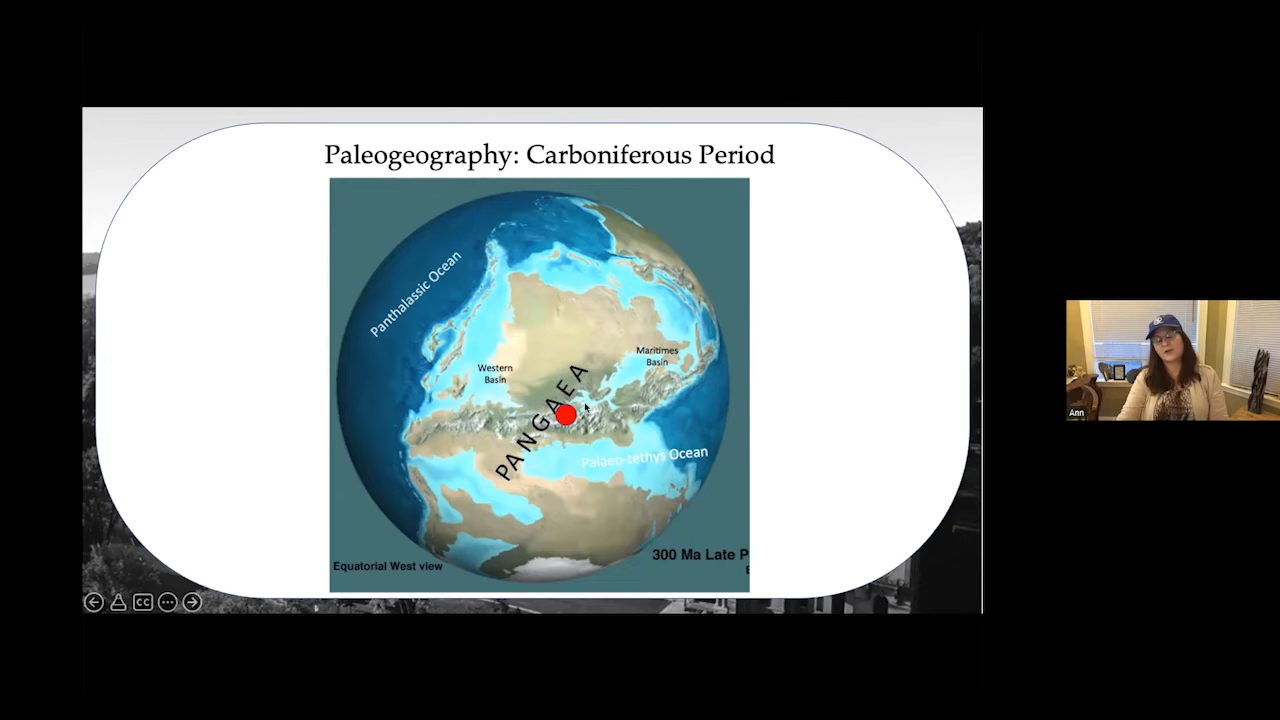 Paleogeography: Carboniferous Period
Panthalassic Ocean
Western
Basin
Maritimes
Basin
PANGAEA
Palaeo-tethys Ocean
300 Ma Late P
Equatorial West view
CC
Ann